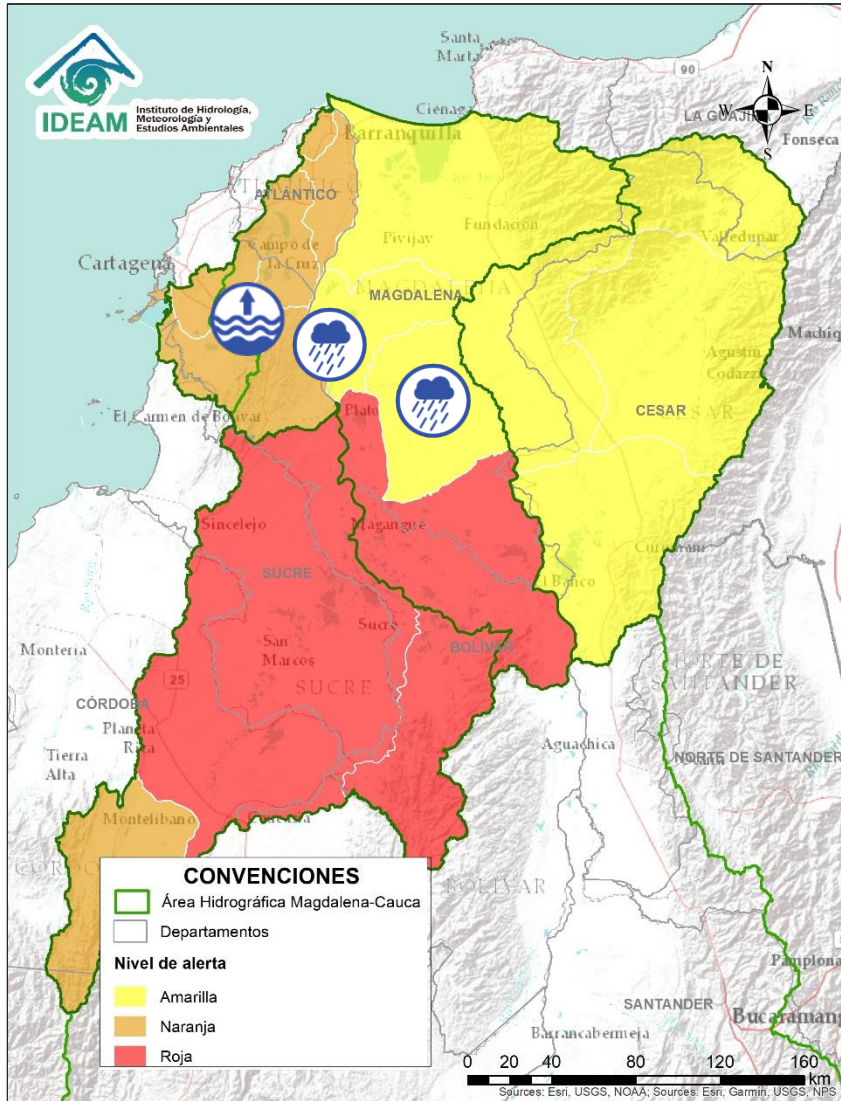 IDEAM
Instituto de Hidrología,
Meteorología y
Estudios Ambientales
Santa
Marta
90
N
W
E
S
LA GUAJIRA
Ciénaga
Fonseca
Barranquilla
ATLÁNTICO
Fundación
Valledupar
Pivijay
Campo de
la Cruz
Cartagena
MAGDALENA
Agustín
Codazzi
El Carmen de Bolívar
Plato
CESAR
CESAR
Sincelejo
Magangué
SUCRE
El Banco
Sucre
BOLÍVAR
San
Marcos
Montería
25
SUCRE
NORTE DE
SANTANDER
CÓRDOBA
Planeta
Rica
Aguachica
Tierra
Alta
NORTE DE SANTANDER
Montelíbano
BOLÍVAR
CONVENCIONES
Área Hidrográfica Magdalena-Cauca
Departamentos
Nivel de alerta
Amarilla
Naranja
Roja
Pamplona
SANTANDER
Barrancabermeja
0 20 40 80 120 160
km
Sources: Esri, USGS, NOAA; Sources: Esri, Garmin, USGS, NPS